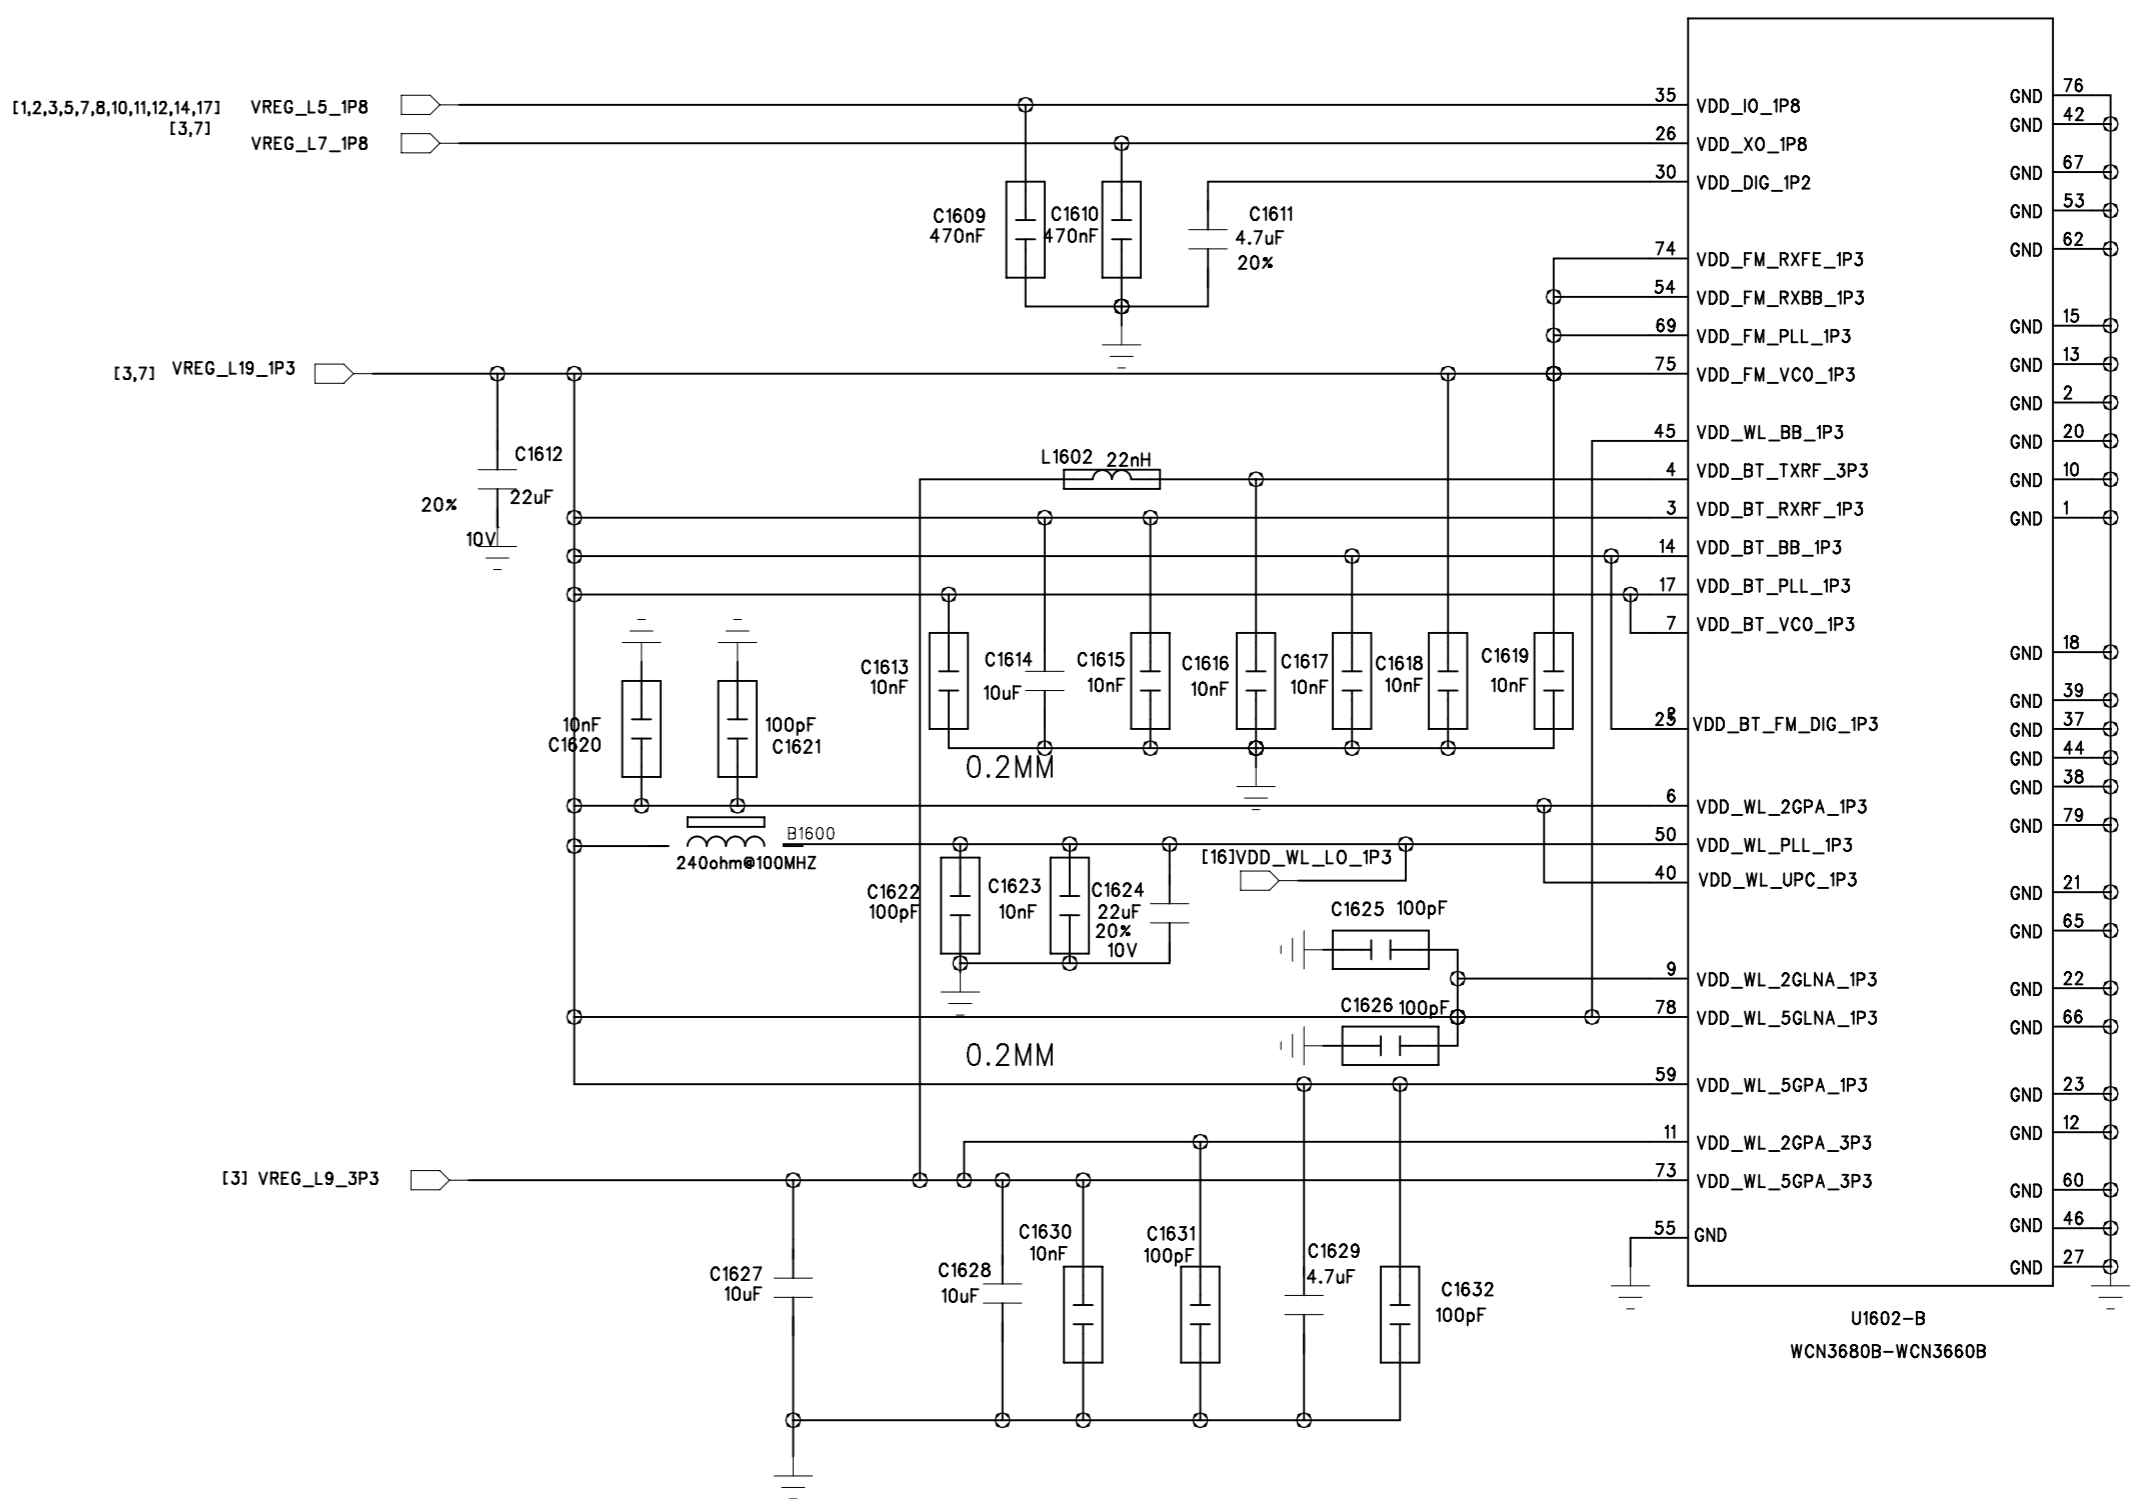 [1,2,3,5,7,8,10,11,12,14,17] VREG_L5_1P8
[3,7]
VREG_L7_1P8
35 VDD_IO_1P8
26 VDD_XO_1P8
30 VDD_DIG_1P2
C1609
470nF
C1610
470nF
C1611
4.7uF
20%
74 VDD_FM_RXFE_1P3
54 VDD_FM_RXBB_1P3
69 VDD_FM_PLL_1P3
[3,7] VREG_L19_1P3
75 VDD_FM_VCO_1P3
C1612
22uF
20%
10V
45 VDD_WL_BB_1P3
L1602 22nH
4 VDD_BT_TXRF_3P3
3 VDD_BT_RXRF_1P3
14 VDD_BT_BB_1P3
17 VDD_BT_PLL_1P3
7 VDD_BT_VCO_1P3
C1613
10nF
C1614
10uF
C1615
10nF
C1616
10nF
C1617
10nF
C1618
10nF
C1619
10nF
10nF
C1620
100pF
C1621
0.2MM
VDD_BT_FM_DIG_1P3
6 VDD_WL_2GPA_1P3
B1600
240ohm@100MHZ
50 VDD_WL_PLL_1P3
[16]VDD_WL_LO_1P3
40 VDD_WL_UPC_1P3
C1622
100pF
C1623
10nF
C1624
22uF
20%
10V
C1625 100pF
9 VDD_WL_2GLNA_1P3
C1626 100pF
78 VDD_WL_5GLNA_1P3
0.2MM
59 VDD_WL_5GPA_1P3
11 VDD_WL_2GPA_3P3
[3] VREG_L9_3P3
73 VDD_WL_5GPA_3P3
55 GND
C1627
10uF
C1628
10uF
C1630
10nF
C1631
100pF
C1629
4.7uF
C1632
100pF
GND 76
GND 42
GND 67
GND 53
GND 62
GND 15
GND 13
GND 2
GND 20
GND 10
GND 1
GND 18
GND 39
GND 37
GND 44
GND 38
GND 79
GND 21
GND 65
GND 22
GND 66
GND 23
GND 12
GND 60
GND 46
GND 27
U1602-B
WCN3680B-WCN3660B